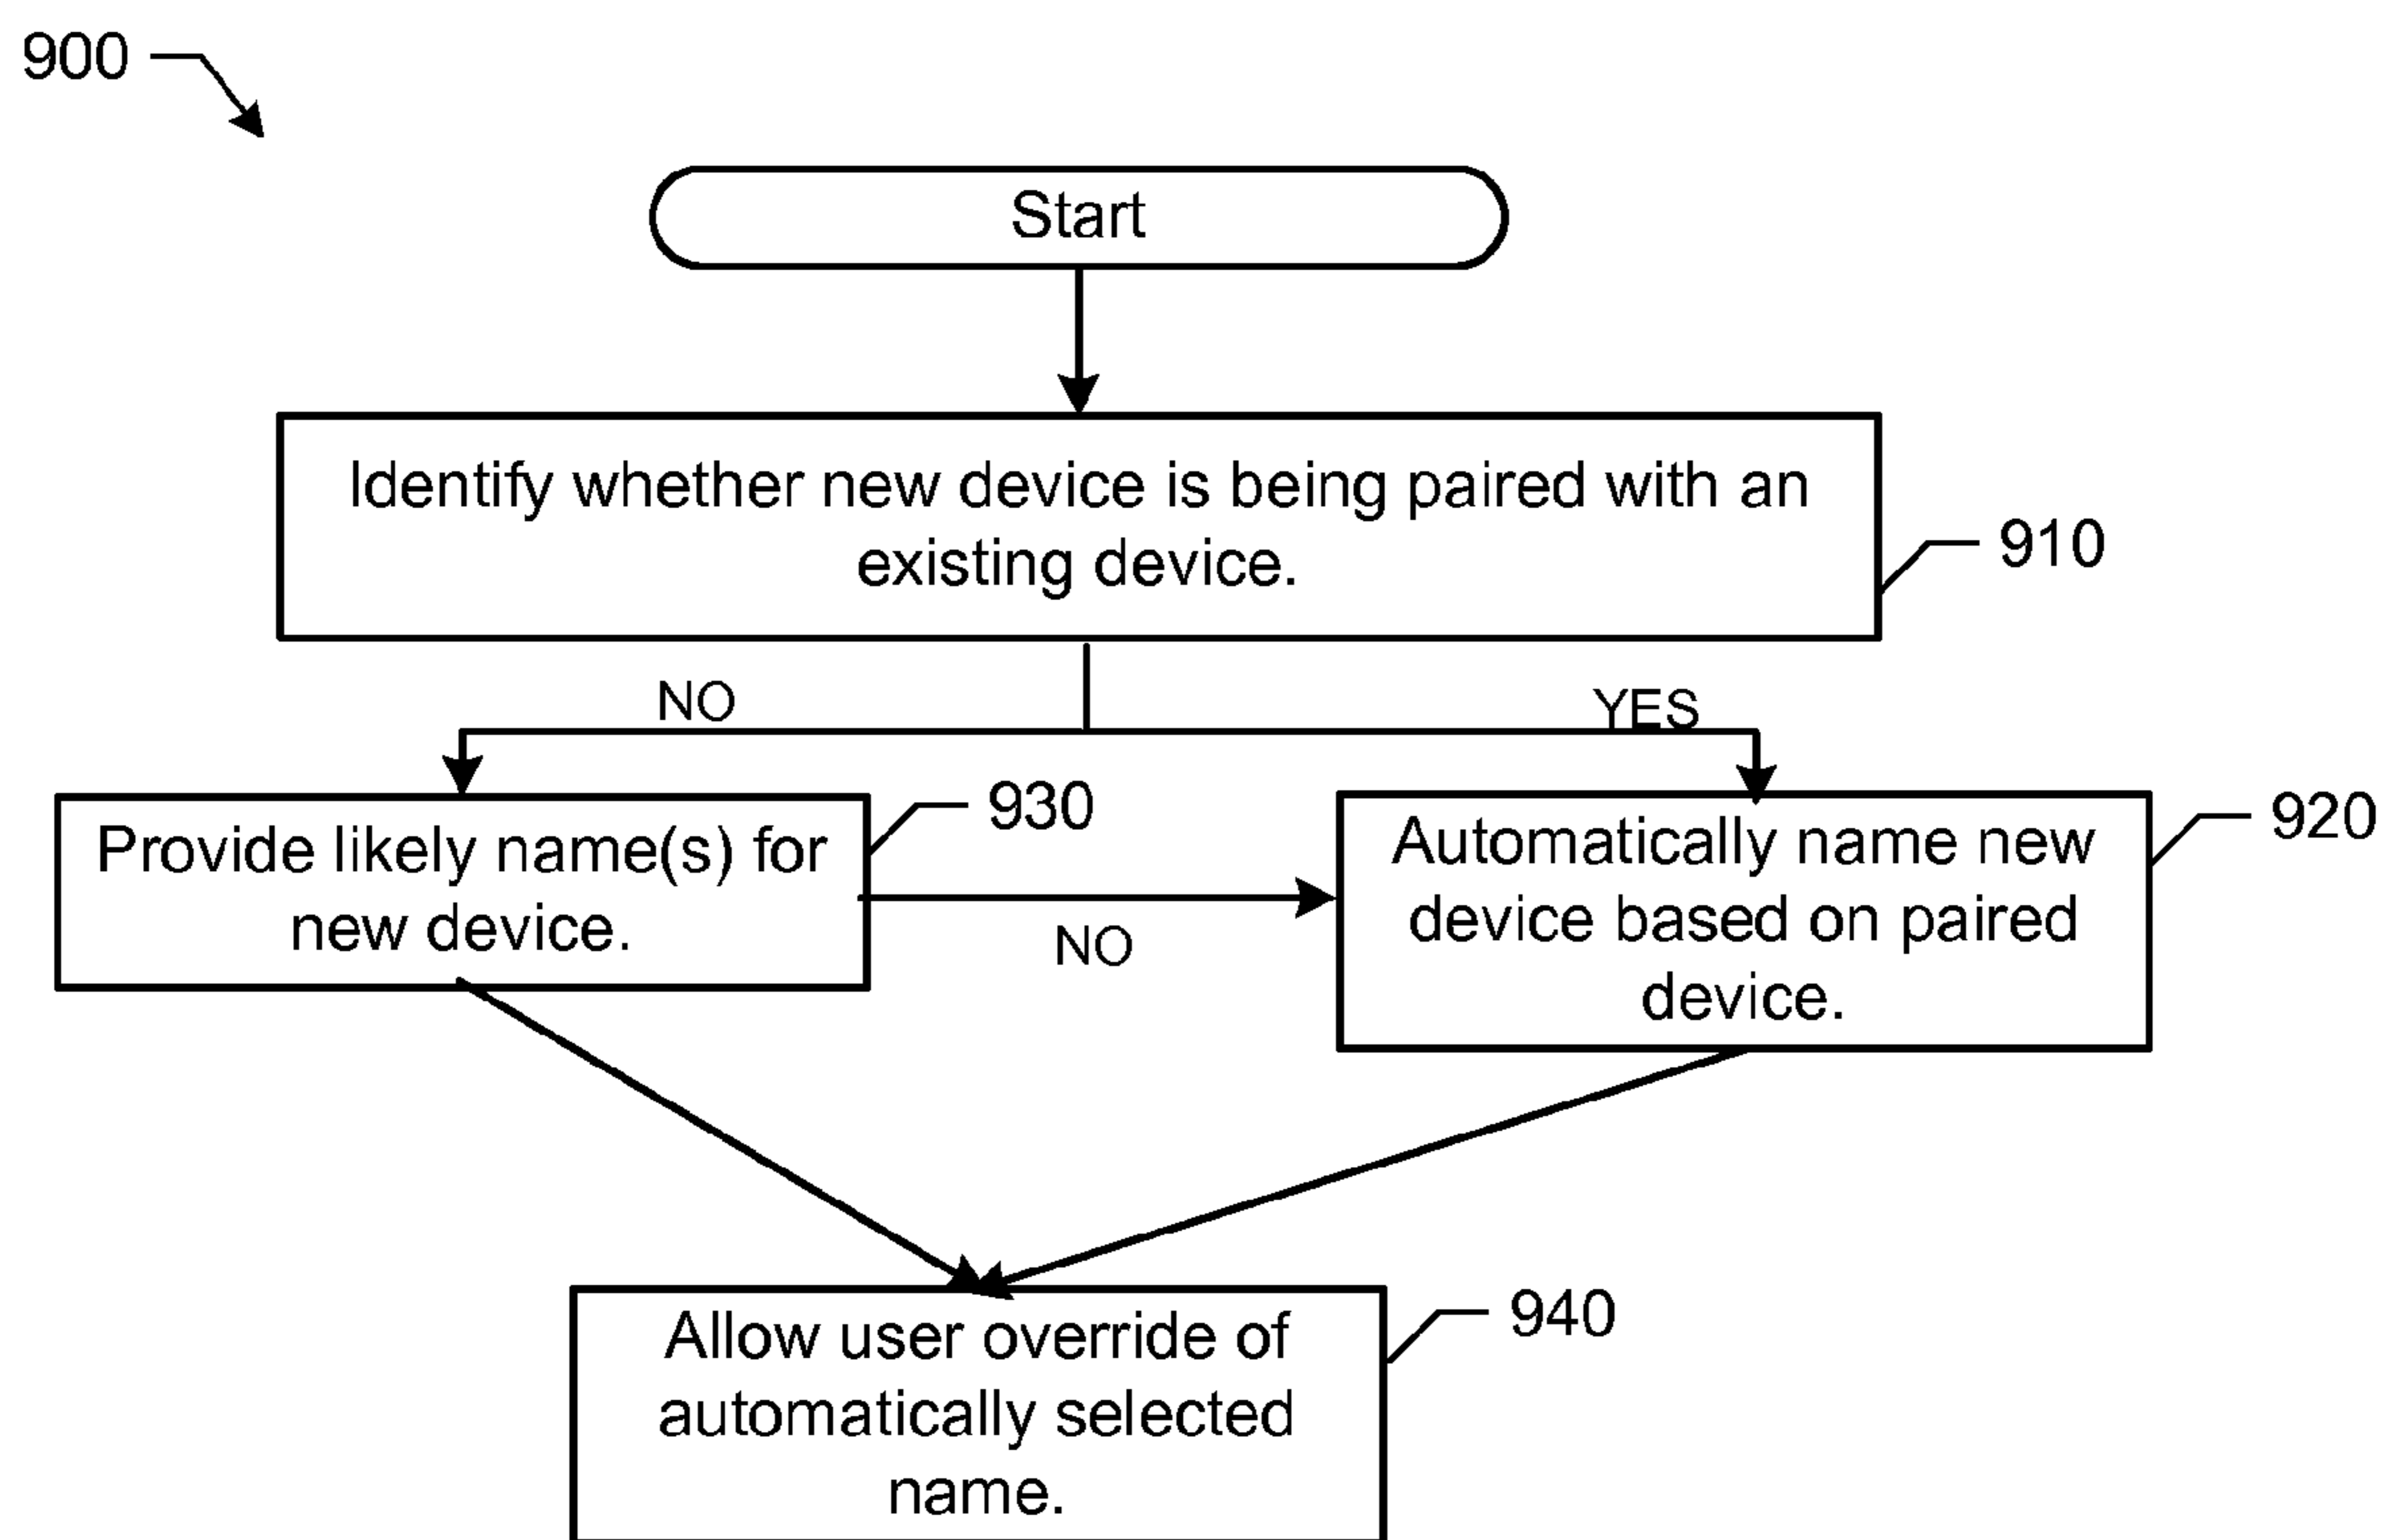 900
Start
Identify whether new device is being paired with an
existing device.
910
NO
YES
Provide likely name(s) for
new device.
930
Automatically name new
device based on paired
device.
920
NO
Allow user override of
automatically selected
name.
940